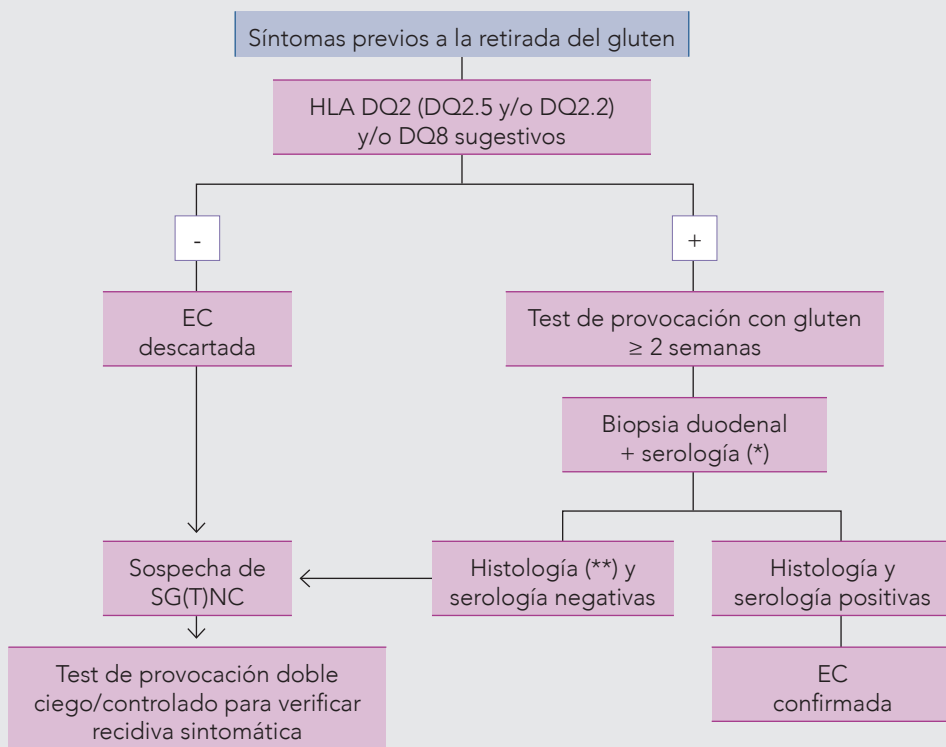 Síntomas previos a la retirada del gluten
HLA DQ2 (DQ2.5 y/o DQ2.2)
y/o DQ8 sugestivos
-
+
EC
descartada
Test de provocación con gluten
≥ 2 semanas
Biopsia duodenal
+ serología (*)
Sospecha de
SG(T)NC
Histología (**) y
serología negativas
Histología y
serología positivas
Test de provocación doble
ciego/controlado para verificar
recidiva sintomática
EC
confirmada